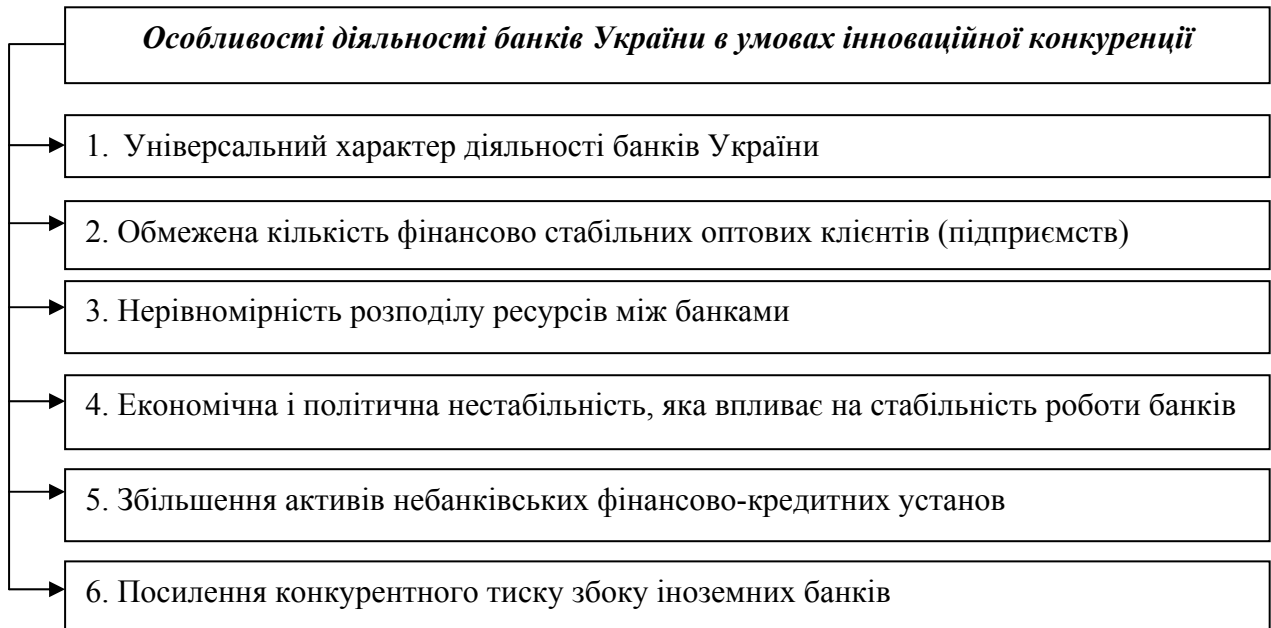 Особливості діяльності банків України в умовах інноваційної конкуренції
1. Універсальний характер діяльності банків України
2. Обмежена кількість фінансово стабільних оптових клієнтів (підприємств)
3. Нерівномірність розподілу ресурсів між банками
4. Економічна і політична нестабільність, яка впливає на стабільність роботи банків
5. Збільшення активів небанківських фінансово-кредитних установ
6. Посилення конкурентного тиску збоку іноземних банків